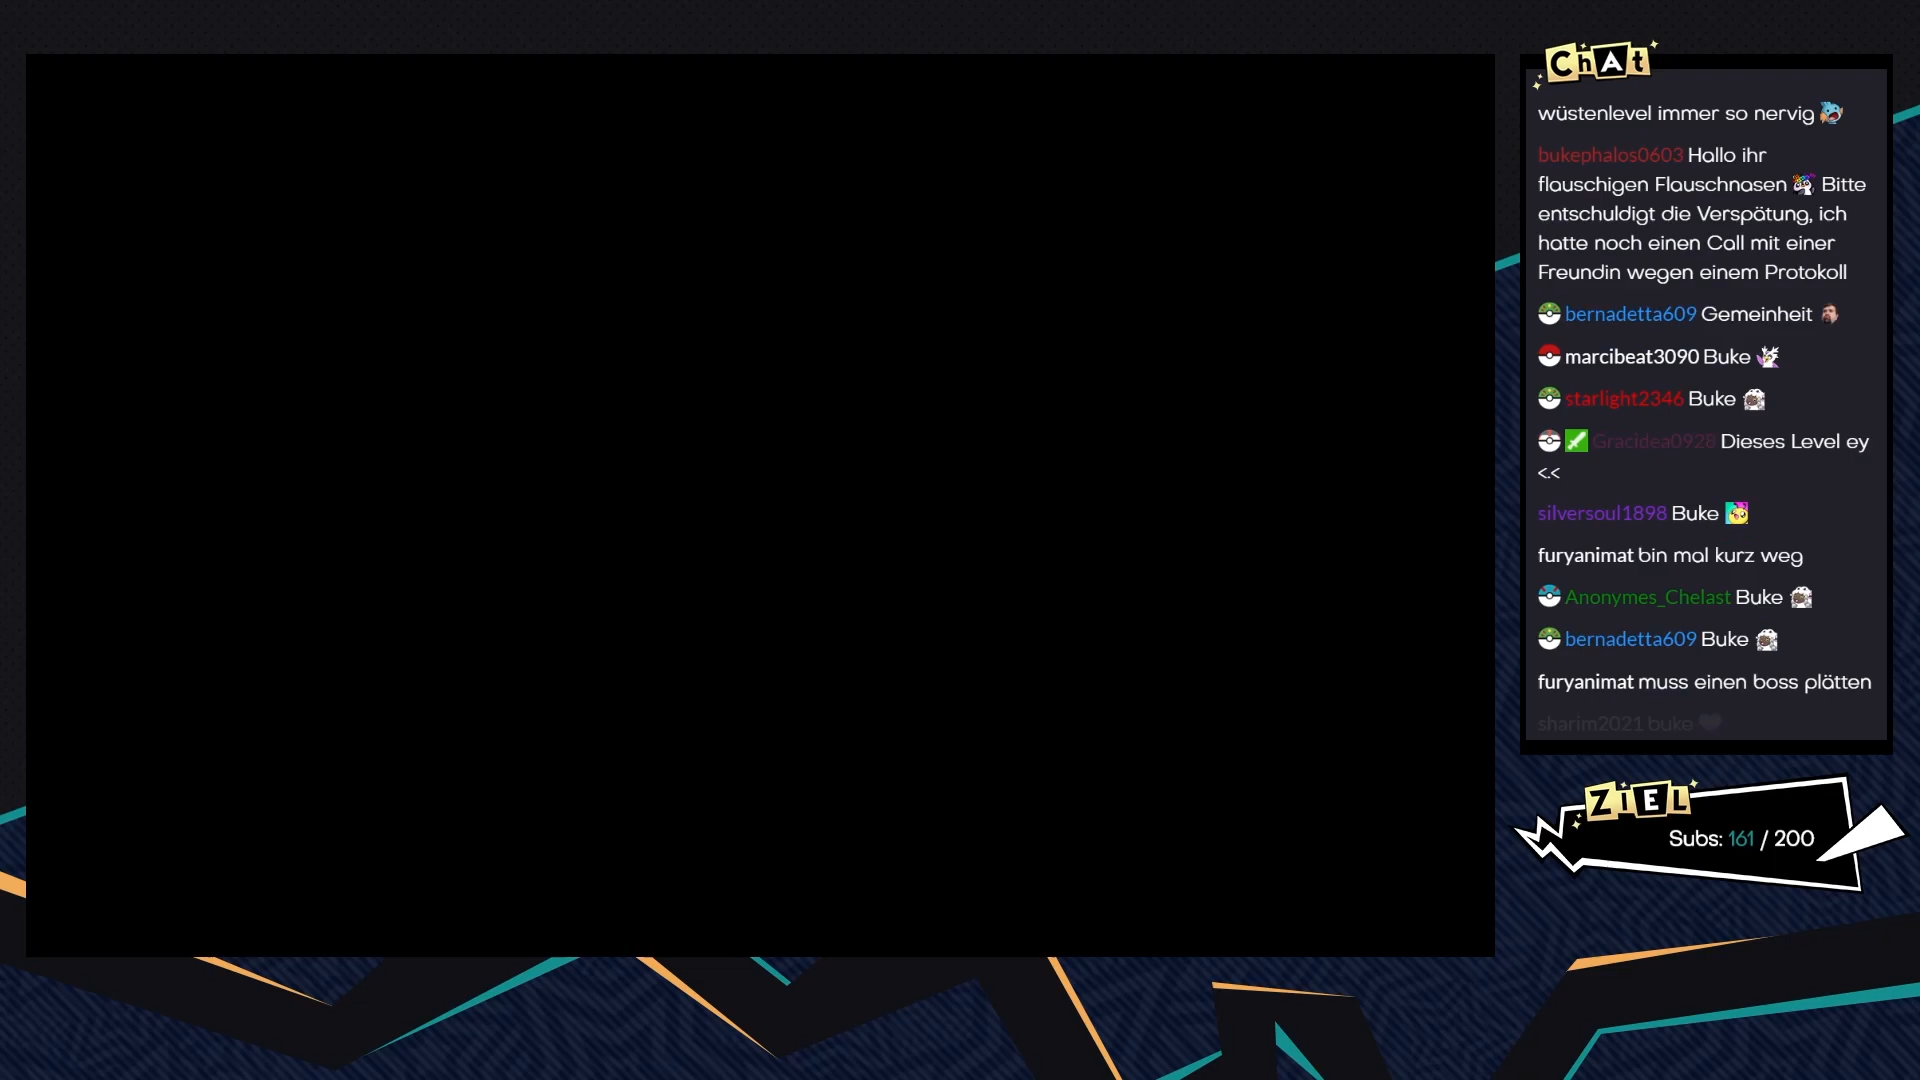 ChAt
wüstenlevel immer so nervig
bukephalos0603 Hallo ihr
flauschigen Flauschnasen Bitte
entschuldigt die Verspätung, ich
hatte noch einen Call mit einer
Freundin wegen einem Protokoll
bernadetta609 Gemeinheit
marcibeat3090 Buke
starlight2346 Buke
Gracidea0928 Dieses Level ey
<.<
silversoul1898 Buke
furyanimat bin mal kurz weg
Anonymes_Chelast Buke
bernadetta609 Buke
furyanimat muss einen boss plätten
sharim2021 buke
ZiEL
Subs: 161 / 200